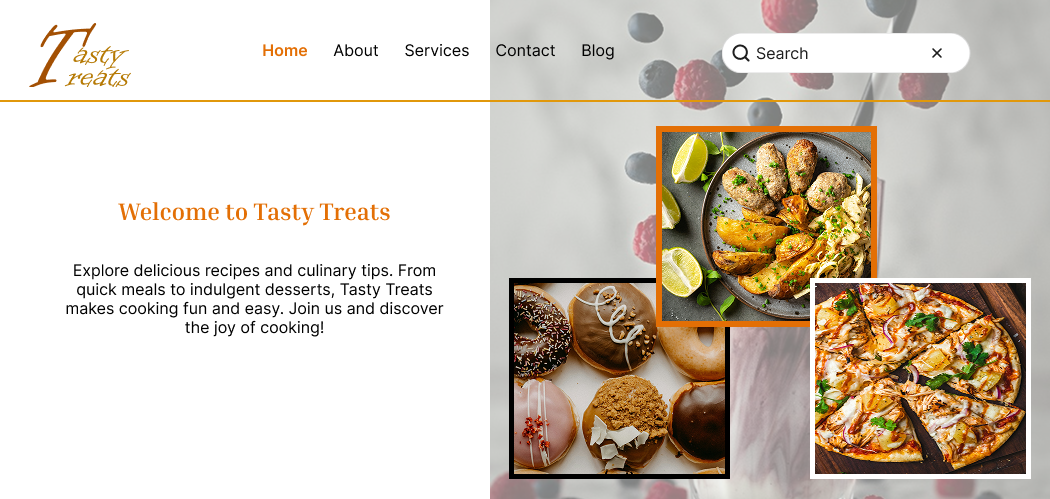 Tasty
Treats
Home About Services Contact Blog
Search
Welcome to Tasty Treats
Explore delicious recipes and culinary tips. From
quick meals to indulgent desserts, Tasty Treats
makes cooking fun and easy. Join us and discover
the joy of cooking!